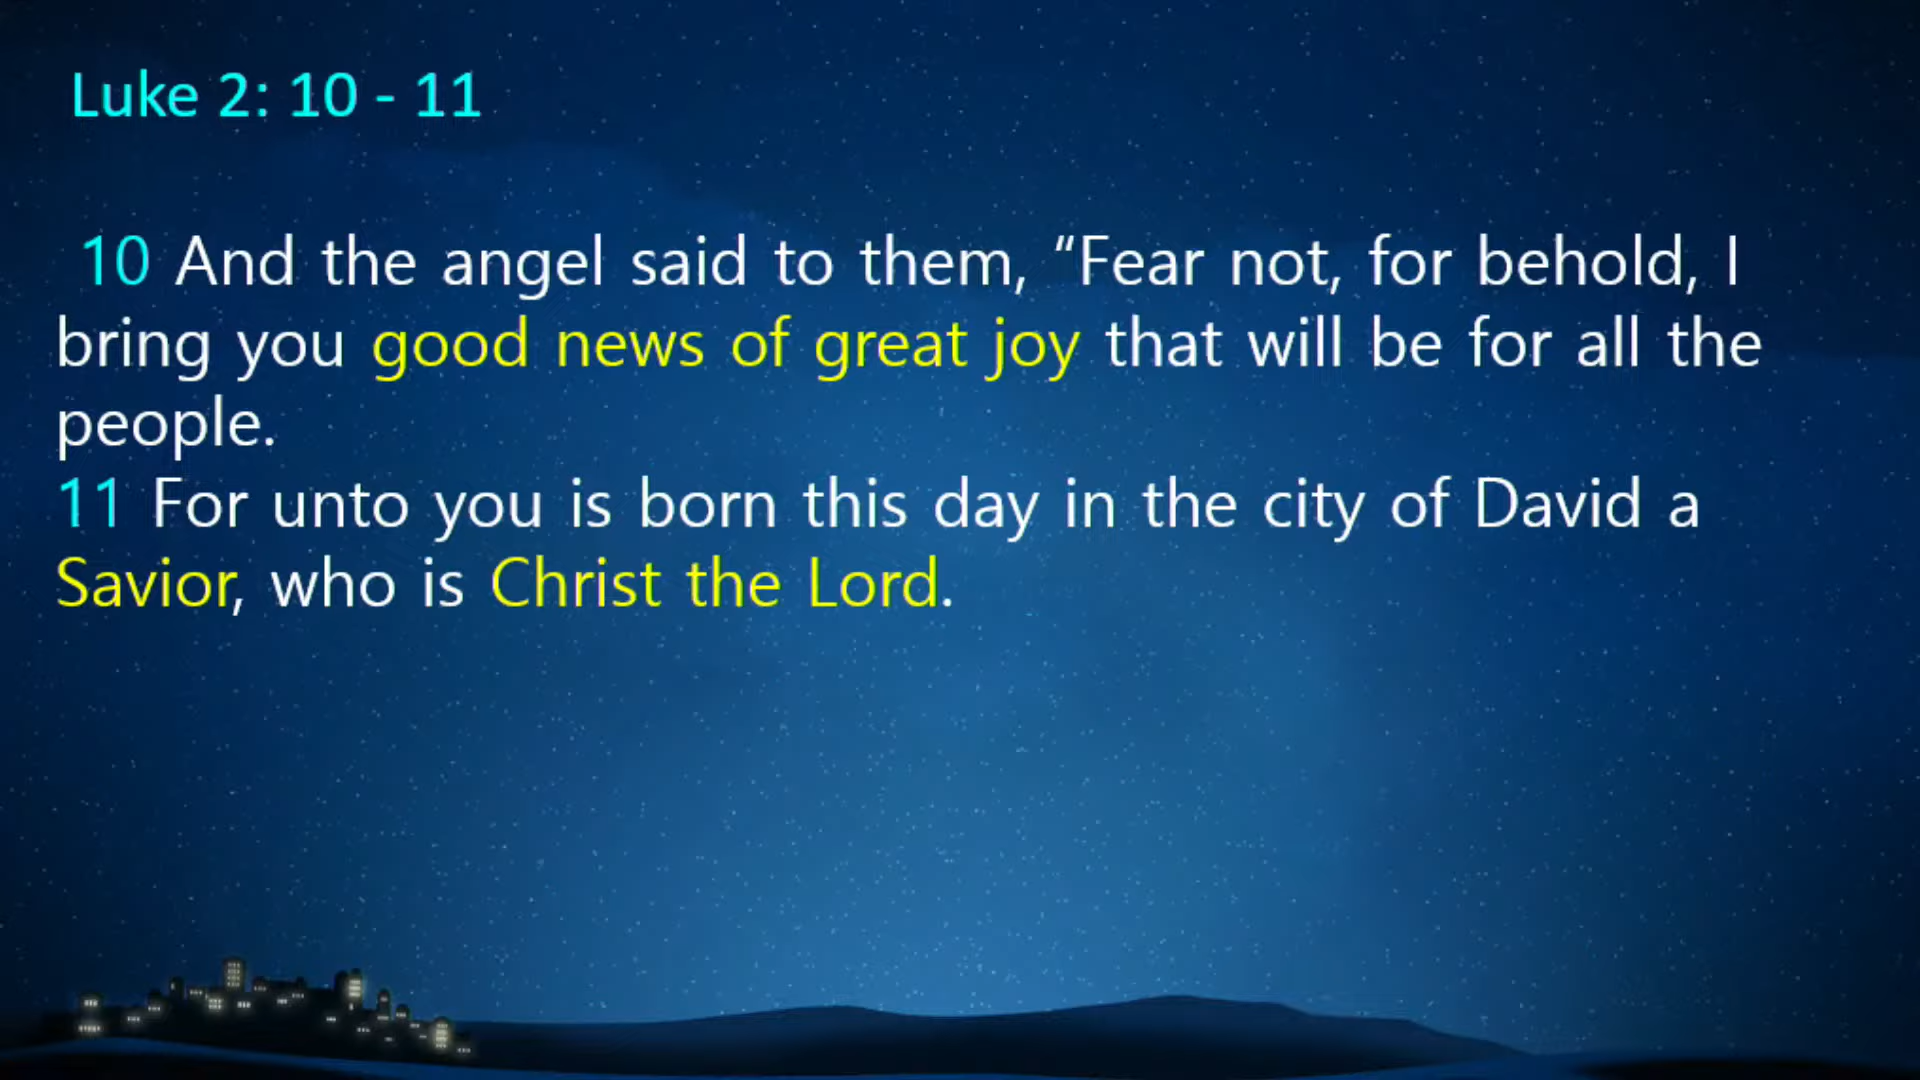 Luke 2: 10 - 11
10 And the angel said to them, “Fear not, for behold, I
bring you good news of great joy that will be for all the
people.
11 For unto you is born this day in the city of David a
Savior, who is Christ the Lord.